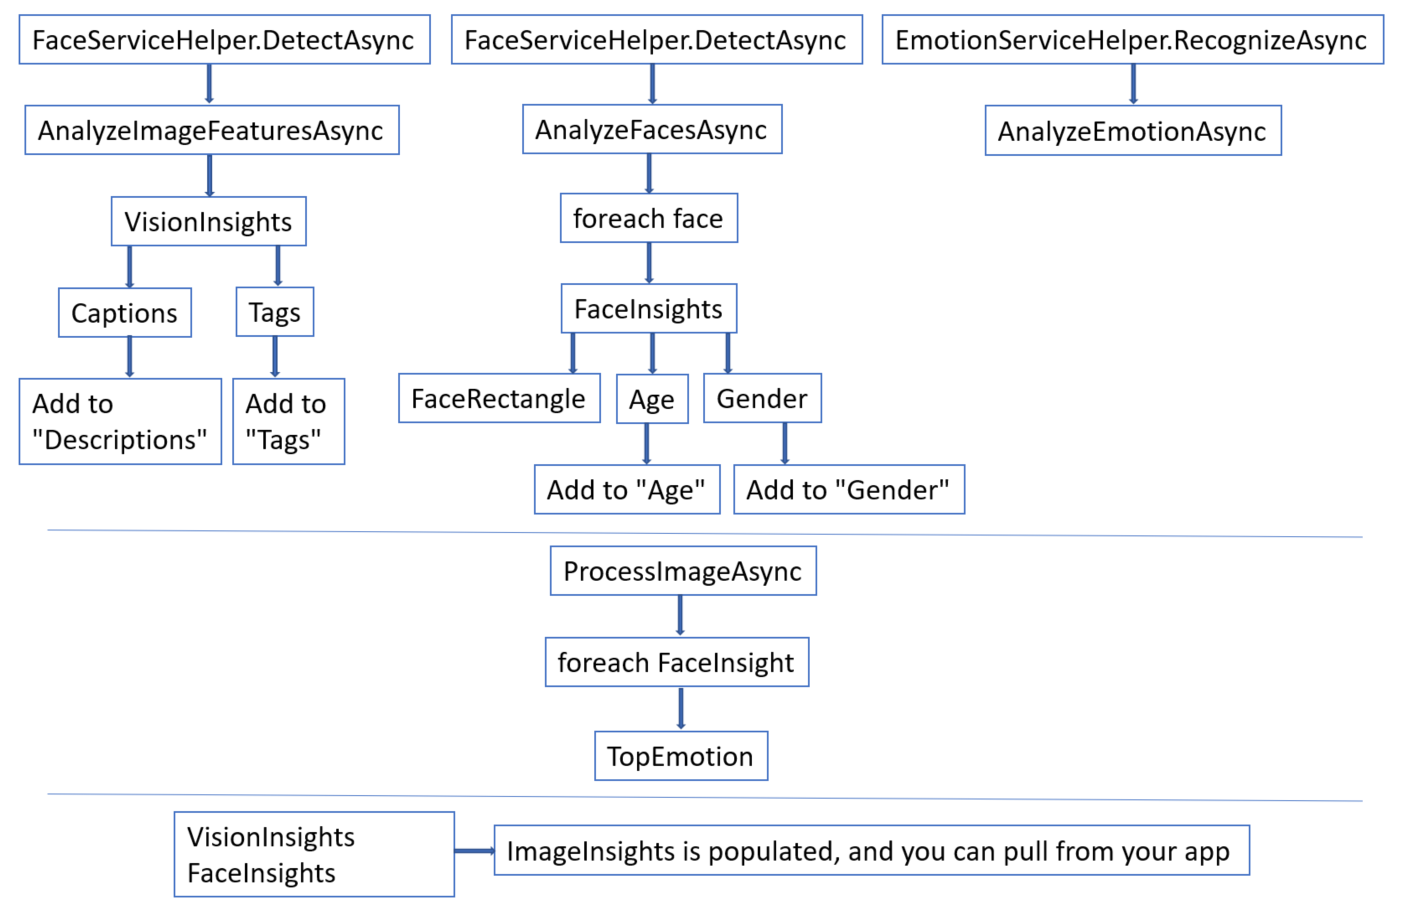 FaceServiceHelper.DetectAsync
FaceServiceHelper.DetectAsync
EmotionServiceHelper.RecognizeAsync
AnalyzeImageFeaturesAsync
AnalyzeFacesAsync
AnalyzeEmotionAsync
VisionInsights
foreach face
Captions
Tags
FaceInsights
Add to
"Descriptions"
Add to
"Tags"
FaceRectangle
Age
Gender
Add to "Age"
Add to "Gender"
ProcessImageAsync
foreach FaceInsight
TopEmotion
VisionInsights
FaceInsights
ImageInsights is populated, and you can pull from your app